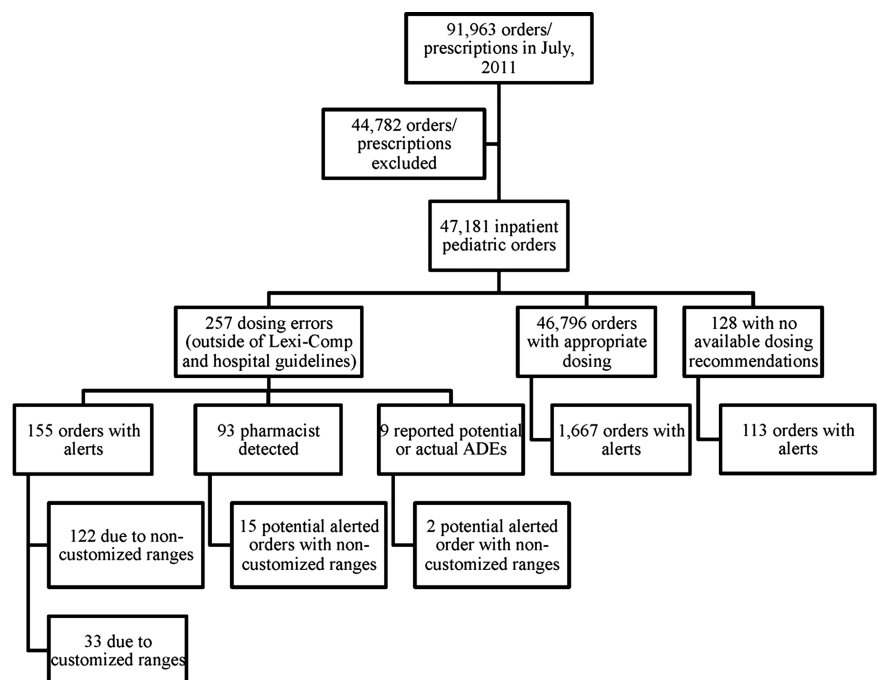 91,963 orders/
prescriptions in July,
2011
44,782 orders/
prescriptions
excluded
47,181 inpatient
pediatric orders
257 dosing errors
(outside of Lexi-Comp
and hospital guidelines)
46,796 orders
with appropriate
dosing
128 with no
available dosing
recommendations
155 orders with
alerts
93 pharmacist
detected
9 reported potential
or actual ADEs
1,667 orders with
alerts
113 orders with
alerts
122 due to non-
customized ranges
15 potential alerted
orders with non-
customized ranges
2 potential alerted
order with non-
customized ranges
33 due to
customized ranges